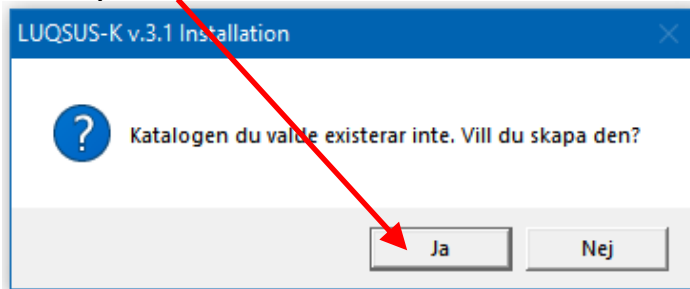 LUQSUS-K v.3.1 Installation
Katalogen du valde existerar inte. Vill du skapa den?
Ja
Nej